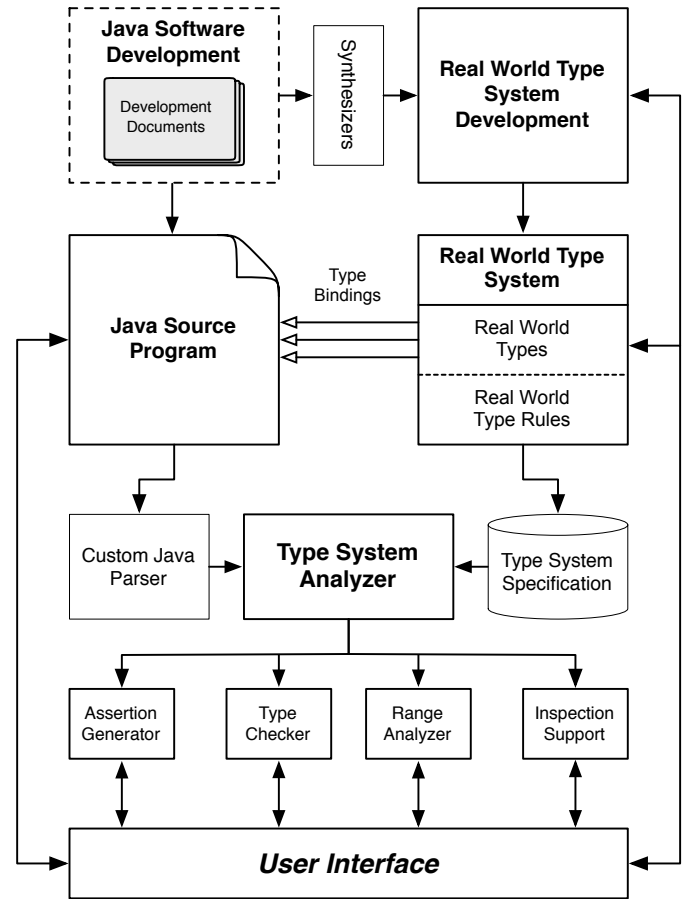 Java Software
Development
Development
Documents
Synthesizers
Real World Type
System
Development
Java Source
Program
Type
Bindings
Real World Type
System
Real World
Types
Real World
Type Rules
Custom Java
Parser
Type System
Analyzer
Type System
Specification
Assertion
Generator
Type
Checker
Range
Analyzer
Inspection
Support
User Interface